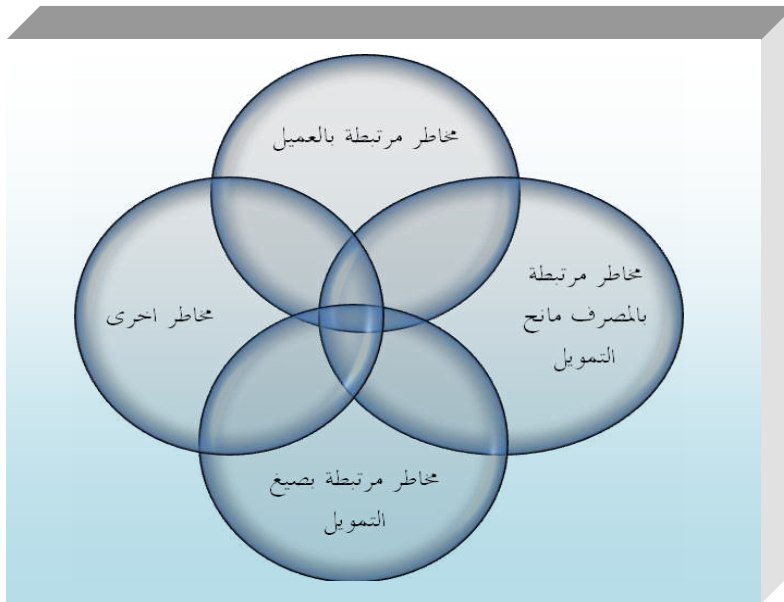 مخاطر مرتبطة بالعميل
مخاطر مرتبطة
بالمصرف مانح
التمويل
مخاطر اخرى
مخاطر مرتبطة بصيغ
التمويل